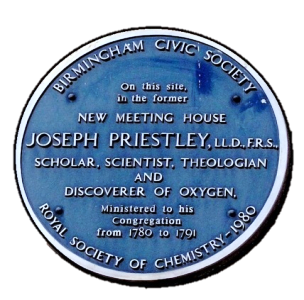 BIRMINGHAM CIVIC SOCIETY
On this site,
in the former
NEW MEETING HOUSE
JOSEPH PRIESTLEY, LL.D., F.R.S.,
SCHOLAR, SCIENTIST, THEOLOGIAN
AND
DISCOVERER OF OXYGEN,
Ministered to his
Congregation
from 1780 to 1791
ROYAL SOCIETY OF CHEMISTRY-1980